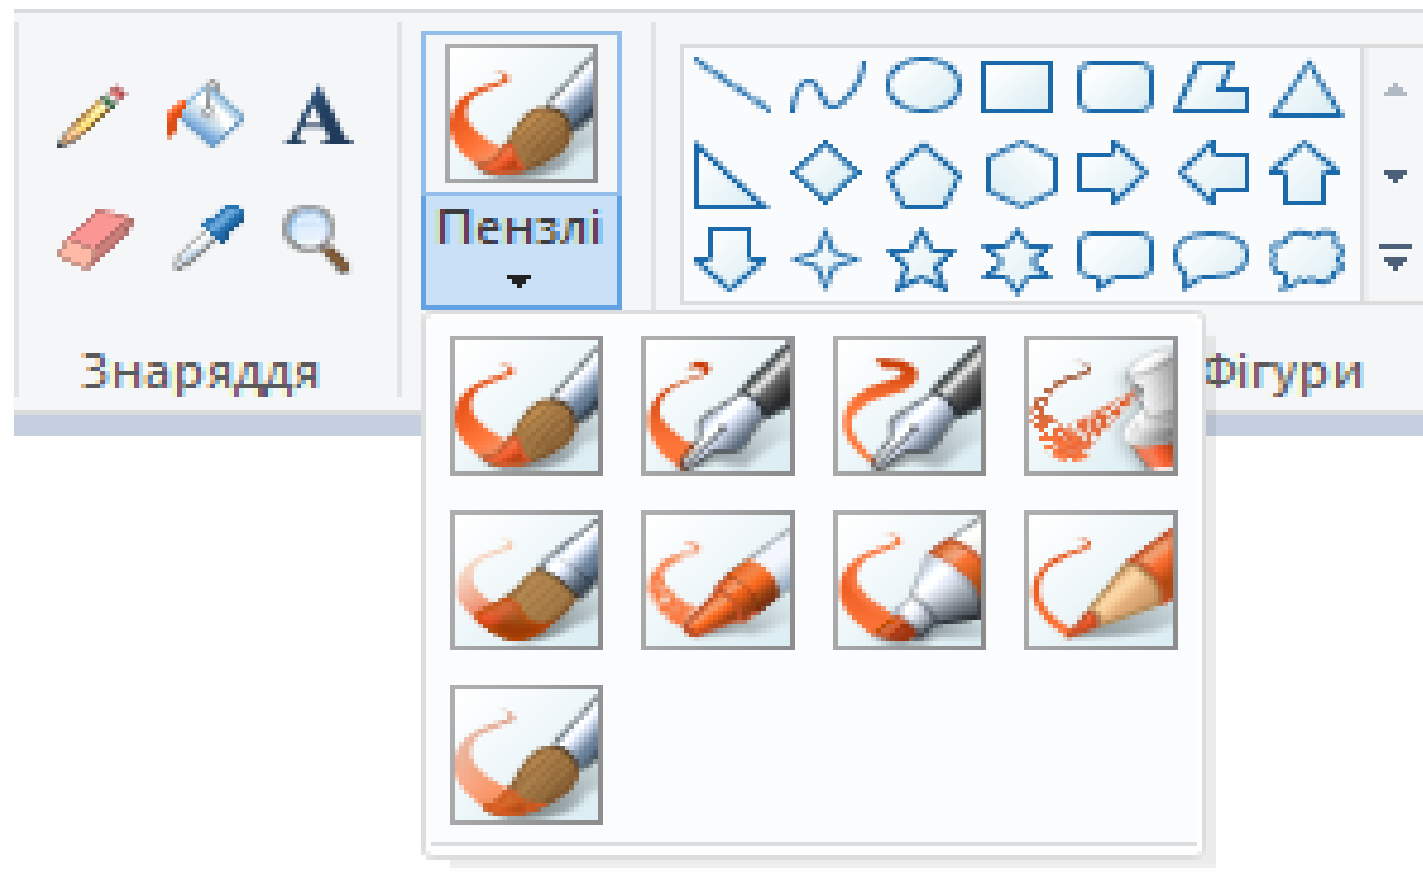 A
Пензлі
Знаряддя
Фігури